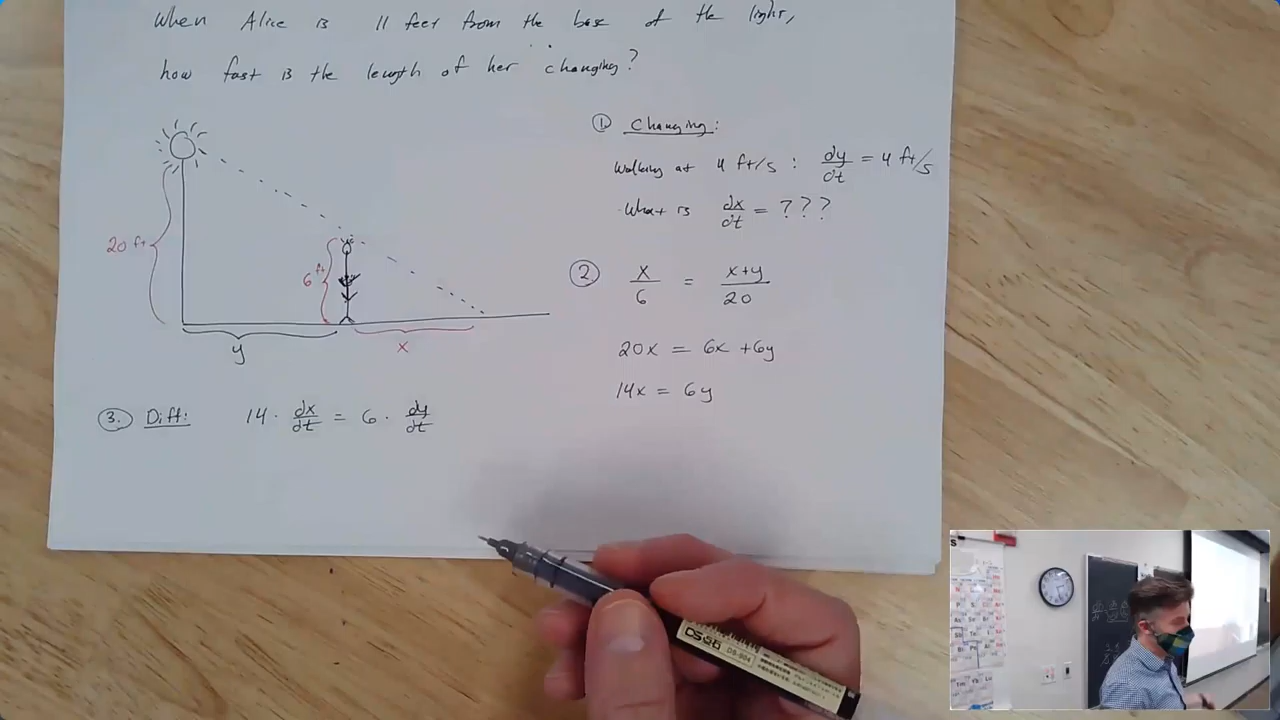 When Alice is 11 feet from the base of the light,
how fast is the length of her changing?
① Changing:
Walking at 4 ft/s : dy/dt = 4 ft/s
What is dx/dt = ???
20 ft
6 ft
② x/6 = x+y/20
y
x
20x = 6x + 6y
14x = 6y
③. Diff: 14 · dx/dt = 6 · dy/dt